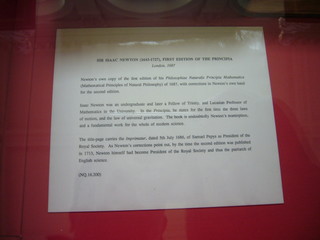 SIR ISAAC NEWTON (1642-1727), FIRST EDITION OF THE PRINCIPIA.
London, 1687
Newton's own copy of the first edition of his Philosophiae Naturalis Principia Mathematica
(Mathematical Principles of Natural Philosophy) of 1687, with corrections in Newton's own hand
for the second edition.
Isaac Newton was an undergraduate and later a Fellow of Trinity, and Lucasian Professor of
Mathematics in the University. In the Principia, he states for the first time the three laws
of motion, and the law of universal gravitation. The book is undoubtedly Newton's masterpiece,
and a fundamental work for the whole of modern science.
The title-page carries the imprimatur, dated 5th July 1686, of Samuel Pepys as President of the
Royal Society. As Newton's corrections point out, by the time the second edition was published
in 1713, Newton himself had become President of the Royal Society and thus the patriarch of
English science.
(NQ.16.200)